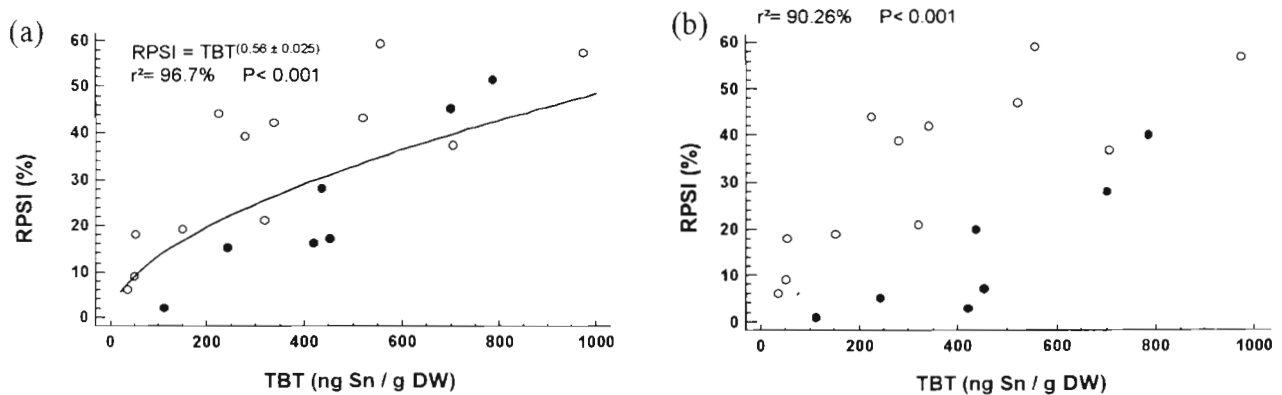 (a)
RPSI = TBT(0.56 ± 0.025)
r²= 96.7% P< 0.001
60
50
40
30
20
10
0
RPSI (%)
0 200 400 600 800 1000
TBT (ng Sn / g DW)
(b)
r²= 90.26% P< 0.001
60
50
40
30
20
10
0
RPSI (%)
0 200 400 600 800 1000
TBT (ng Sn / g DW)